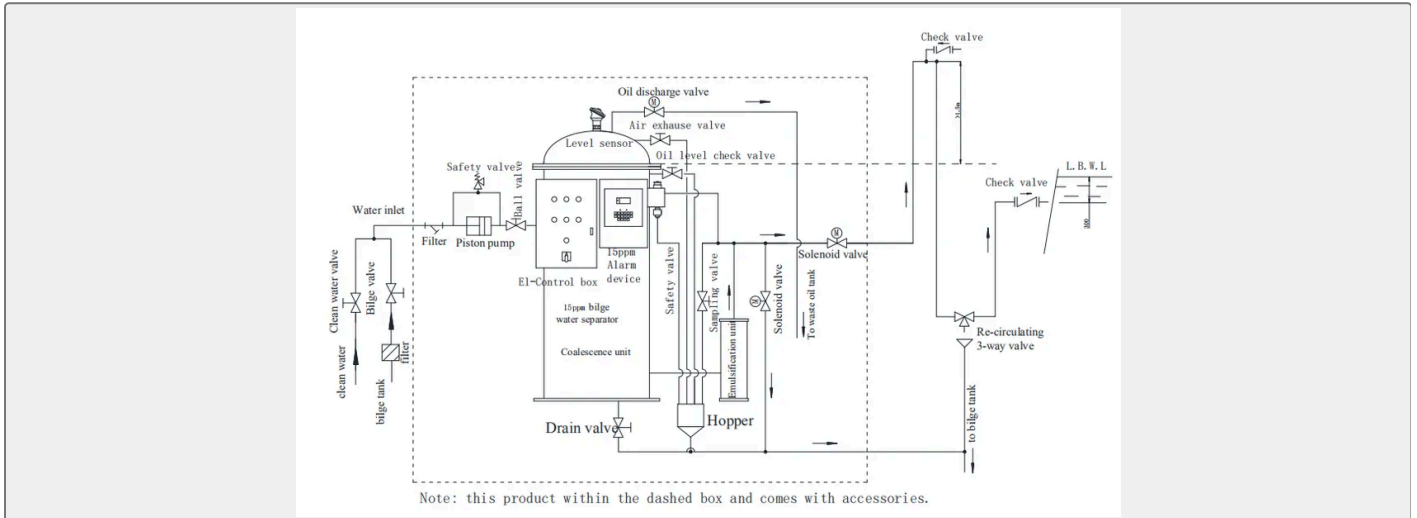 Check valve
Oil discharge valve
M
Air exhause valve
Level sensor
Oil level check valve
L.B.W.L
Safety valve
Ball valve
Check valve
Water inlet
Filter
Piston pump
M
Solenoid valve
15ppm
Alarm
device
El-Control box
Clean water valve
Bilge valve
Safety valve
Sampling valve
M
Solenoid valve
To waste oil tank
15ppm bilge
water separator
Coalescence unit
Emulsification unit
Re-circulating
3-way valve
filter
clean water
bilge tank
Drain valve
Hopper
to bilge tank
Note: this product within the dashed box and comes with accessories.